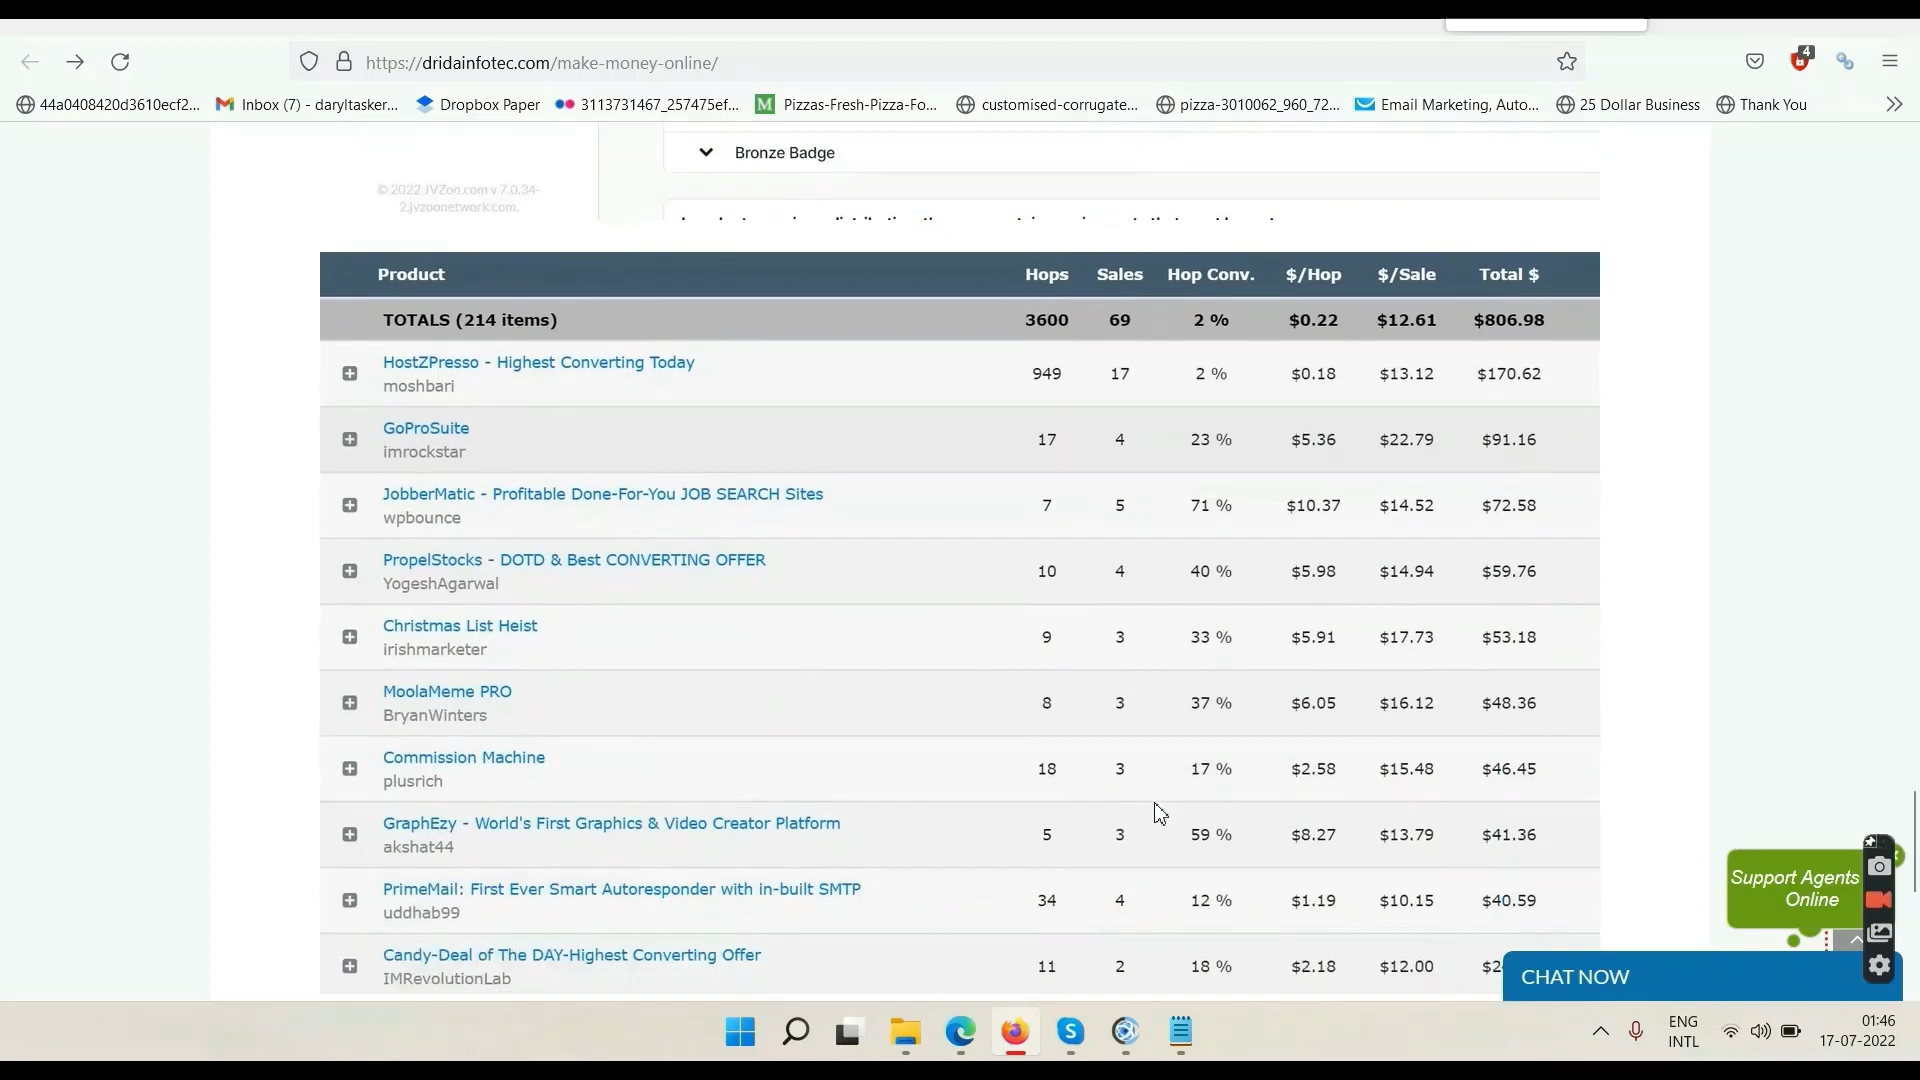 https://dridainfotec.com/make-money-online/
4
44a0408420d3610ecf2... Inbox (7) - daryltasker... Dropbox Paper 3113731467_257475ef... Pizzas-Fresh-Pizza-Fo... customised-corrugate... pizza-3010062_960_72... Email Marketing, Auto... 25 Dollar Business Thank You
Bronze Badge
© 2022 JVZoo.com v 7.0.34-
2.jvzoonetwork.com.
Product Hops Sales Hop Conv. $/Hop $/Sale Total $
TOTALS (214 items) 3600 69 2 % $0.22 $12.61 $806.98
HostZPresso - Highest Converting Today
moshbari
949 17 2 % $0.18 $13.12 $170.62
GoProSuite
imrockstar
17 4 23 % $5.36 $22.79 $91.16
JobberMatic - Profitable Done-For-You JOB SEARCH Sites
wpbounce
7 5 71 % $10.37 $14.52 $72.58
PropelStocks - DOTD & Best CONVERTING OFFER
YogeshAgarwal
10 4 40 % $5.98 $14.94 $59.76
Christmas List Heist
irishmarketer
9 3 33 % $5.91 $17.73 $53.18
MoolaMeme PRO
BryanWinters
8 3 37 % $6.05 $16.12 $48.36
Commission Machine
plusrich
18 3 17 % $2.58 $15.48 $46.45
GraphEzy - World's First Graphics & Video Creator Platform
akshat44
5 3 59 % $8.27 $13.79 $41.36
PrimeMail: First Ever Smart Autoresponder with in-built SMTP
uddhab99
34 4 12 % $1.19 $10.15 $40.59
Candy-Deal of The DAY-Highest Converting Offer
IMRevolutionLab
11 2 18 % $2.18 $12.00
Support Agents
Online
CHAT NOW
ENG
INTL
01:46
17-07-2022